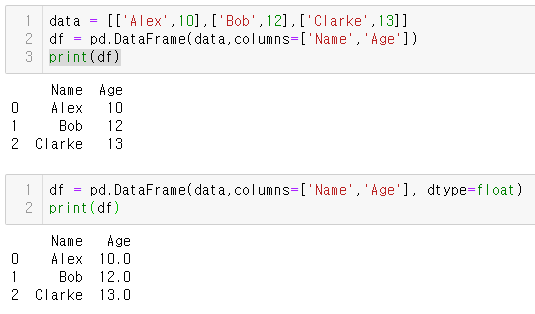 1 data = [['Alex',10],['Bob',12],['Clarke',13]]
2 df = pd.DataFrame(data,columns=['Name','Age'])
3 print(df)
Name Age
0 Alex 10
1 Bob 12
2 Clarke 13
1 df = pd.DataFrame(data,columns=['Name','Age'], dtype=float)
2 print(df)
Name Age
0 Alex 10.0
1 Bob 12.0
2 Clarke 13.0